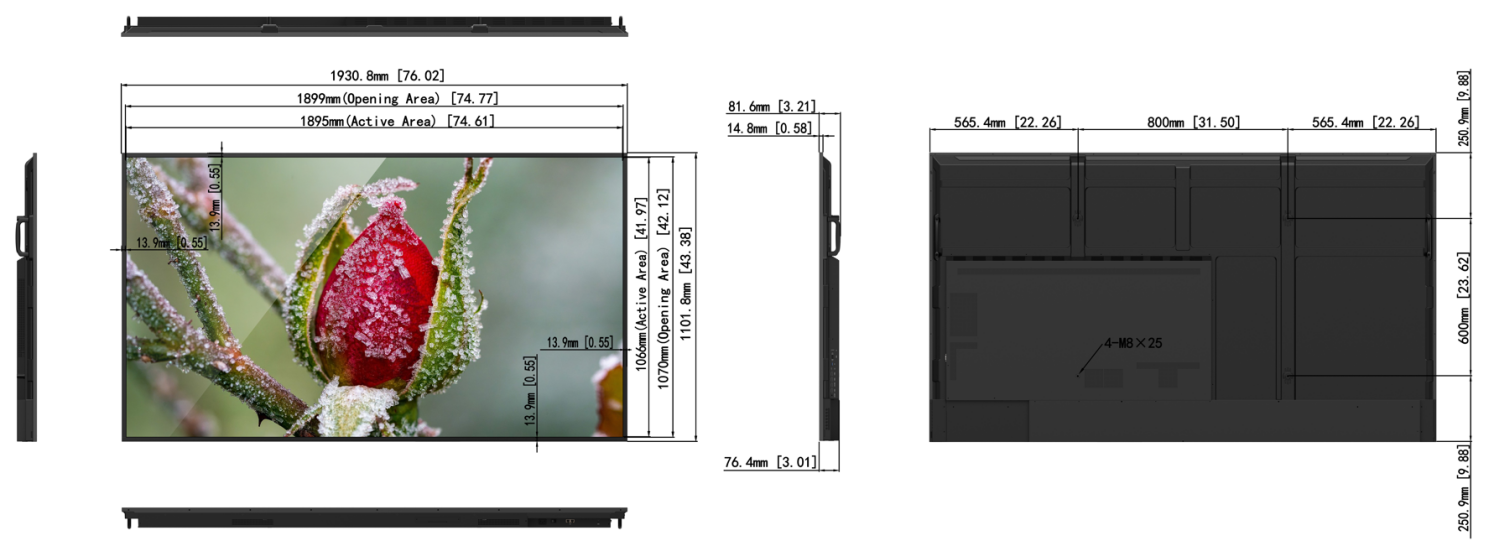 1930.8mm [76.02]
1899mm(Opening Area) [74.77]
1895mm(Active Area) [74.61]
13.9mm [0.55]
13.9mm [0.55]
13.9mm [0.55]
13.9mm [0.55]
1066mm(Active Area) [41.97]
1070mm(Opening Area) [42.12]
1101.8mm [43.38]
81.6mm [3.21]
14.8mm [0.58]
76.4mm [3.01]
565.4mm [22.26]
800mm [31.50]
565.4mm [22.26]
250.9mm [9.88]
600mm [23.62]
4-M8×25
250.9mm [9.88]